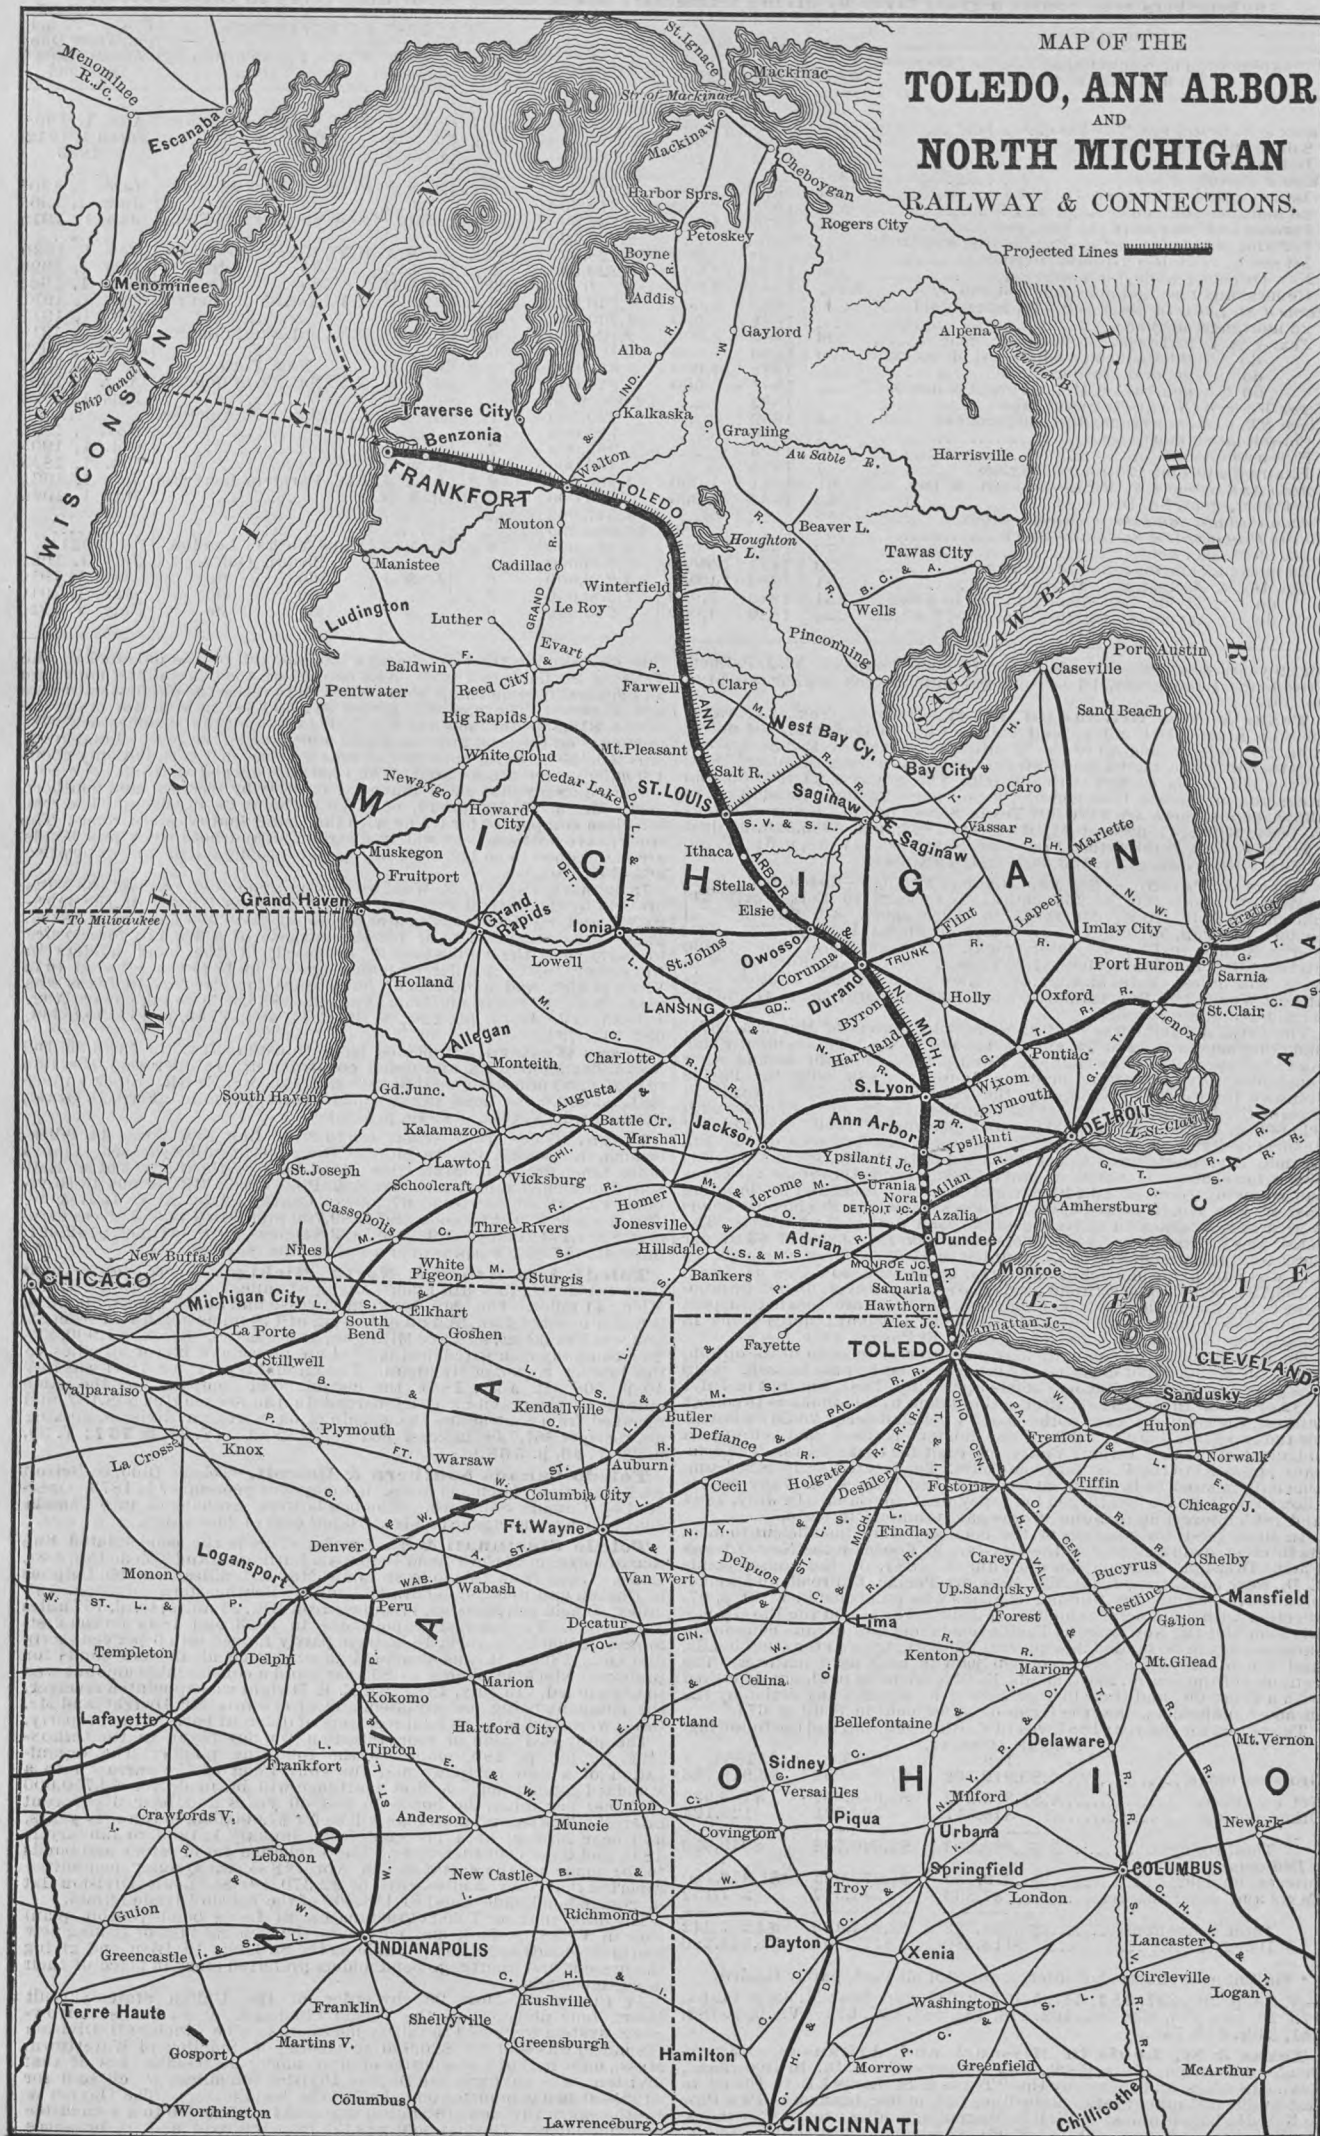 MAP OF THE
TOLEDO, ANN ARBOR
AND
NORTH MICHIGAN
RAILWAY & CONNECTIONS.
Projected Lines
Menominee
R.Jc.
Escanaba
St.Ignace
Mackinac
Str. of Mackinac
Mackinaw
Cheboygan
Harbor Sprs.
Rogers City
Petoskey
Boyne
Addis
Menominee
GREEN BAY
Ship Canal
WISCONSIN
L. MICHIGAN
Gaylord
Alpena
Thunder B.
Alba
L. HURON
Traverse City
Kalkaska
Benzonia
Grayling
Au Sable R.
Harrisville
FRANKFORT
Walton
TOLEDO
Mouton
Beaver L.
Houghton
L.
Tawas City
B. C. & A.
Manistee
Cadillac
Winterfield
Wells
GRAND R. & IND. R.
M. C. R. R.
Le Roy
Luther
Ludington
Pinconning
SAGINAW BAY
Port Austin
Evart
Baldwin
F. & P. M. R. R.
Reed City
Farwell
Clare
Caseville
Pentwater
Sand Beach
Big Rapids
ANN
West Bay Cy.
Mt.Pleasant
White Cloud
Bay City
Newaygo
Cedar Lake
Salt R.
ST.LOUIS
Saginaw
Caro
Howard
City
S. V. & S. L.
E. Saginaw
Vassar
P. H. & N. W.
Marlette
MICHIGAN
Muskegon
Ithaca
ARBOR
Fruitport
DET. L. & N.
Stella
Elsie
Grand Haven
To Milwaukee
Grand
Rapids
Ionia
St.Johns
Owosso
Corunna
Flint
Lapeer
Imlay City
Gratiot
Lowell
TRUNK
R. R.
Port Huron
Sarnia
Holland
LANSING
GD.
Durand
Byron
Holly
Oxford
Lenox
St.Clair
Allegan
Monteith
Charlotte
Hartland
N. MICH.
Pontiac
CANADA
S.Lyon
Wixom
South Haven
Gd.Junc.
Augusta
Plymouth
Kalamazoo
Battle Cr.
Marshall
Jackson
Ann Arbor
DETROIT
L.St.Clair
Ypsilanti
Ypsilanti Jc.
St.Joseph
Lawton
Schoolcraft
Vicksburg
Homer
Jerome
Urania
Nora
Milan
DETROIT JC.
Azalia
Amherstburg
Cassopolis
Three Rivers
Jonesville
Adrian
Dundee
New Buffalo
Niles
White
Pigeon
Sturgis
Hillsdale
L.S. & M.S.
Bankers
MONROE JC.
Lulu
Monroe
Samaria
CHICAGO
Michigan City
South
Bend
Elkhart
Hawthorn
Alex Jc.
L. ERIE
Manhattan Jc.
La Porte
Goshen
Fayette
TOLEDO
Stillwell
CLEVELAND
Valparaiso
Sandusky
Kendallville
Butler
Huron
Plymouth
Defiance
Fremont
La Crosse
Knox
Auburn
Norwalk
Warsaw
Holgate
Deshler
Columbia City
Cecil
Fostoria
Tiffin
Chicago J.
Ft.Wayne
Findlay
Denver
Logansport
Carey
Shelby
Monon
Van Wert
Delpuos
Bucyrus
Wabash
Up.Sandusky
Crestline
Mansfield
Peru
Forest
Galion
Decatur
Lima
Templeton
Delphi
Kenton
Marion
Mt.Gilead
Marion
Celina
Kokomo
Lafayette
Hartford City
Portland
Bellefontaine
Frankfort
Tipton
Sidney
Delaware
Mt.Vernon
INDIANA
OHIO
Versailles
Milford
Crawfords V.
Anderson
Muncie
Union
Covington
Piqua
Urbana
Newark
Lebanon
New Castle
Springfield
COLUMBUS
Troy
London
Guion
Richmond
Greencastle
INDIANAPOLIS
Dayton
Xenia
Lancaster
Circleville
Rushville
Logan
Terre Haute
Franklin
Shelbyville
Washington
Martins V.
Gosport
Greensburgh
Hamilton
Morrow
Greenfield
McArthur
Columbus
Chillicothe
Worthington
Lawrenceburg
CINCINNATI